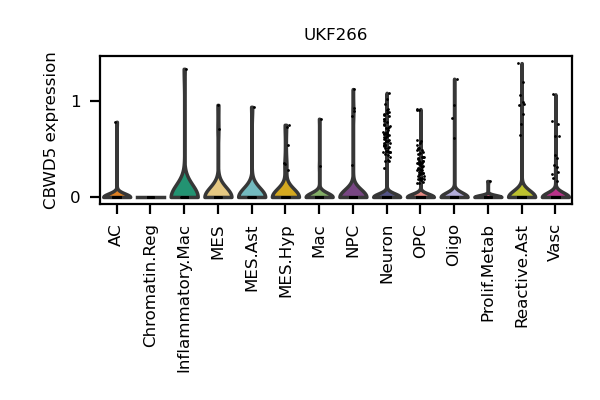 UKF266
CBWD5 expression
1
0
AC
Chromatin.Reg
Inflammatory.Mac
MES
MES.Ast
MES.Hyp
Mac
NPC
Neuron
OPC
Oligo
Prolif.Metab
Reactive.Ast
Vasc